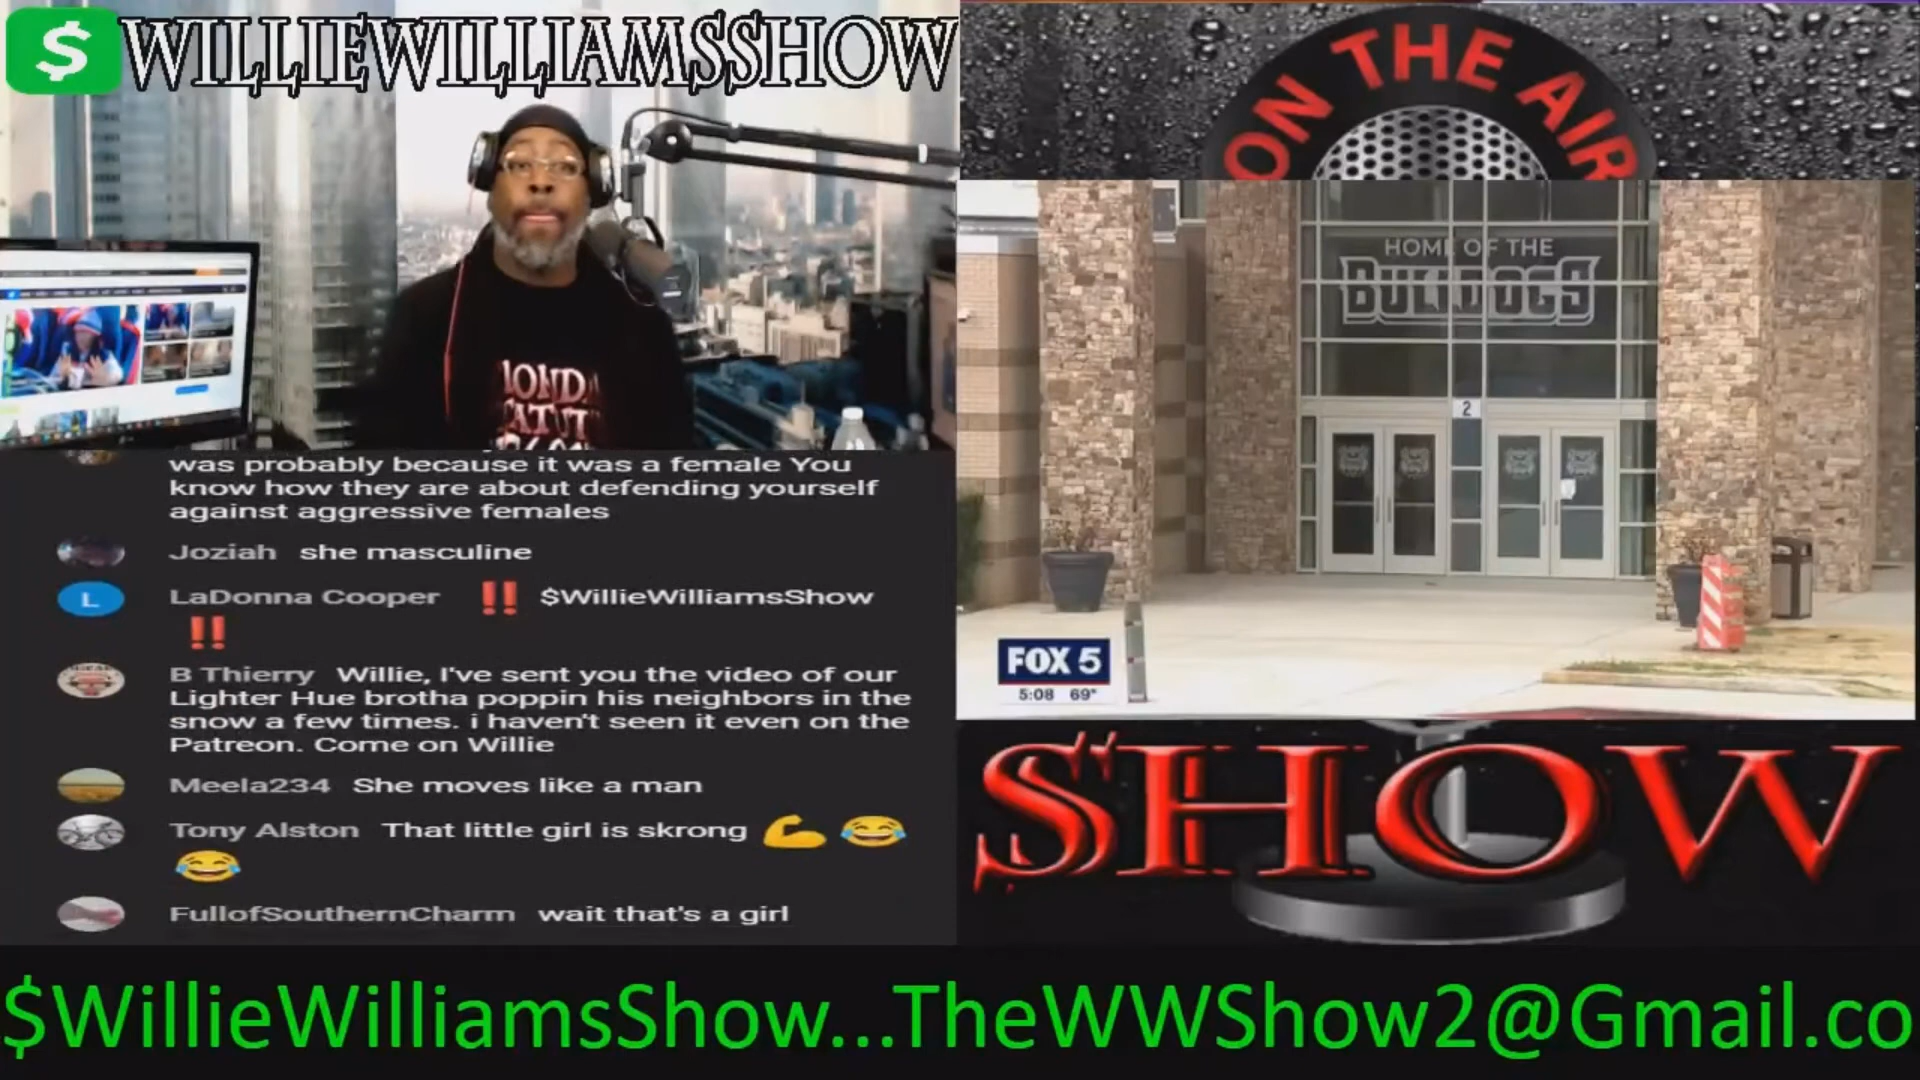 $ WILLIEWILLIAMSSHOW
ON THE AIR
HOME OF THE
BULLDOGS
2
FOX 5
5:08 69°
was probably because it was a female You
know how they are about defending yourself
against aggressive females
Joziah she masculine
L LaDonna Cooper ‼️ $WillieWilliamsShow
‼️
B Thierry Willie, I've sent you the video of our
Lighter Hue brotha poppin his neighbors in the
snow a few times. i haven't seen it even on the
Patreon. Come on Willie
Meela234 She moves like a man
Tony Alston That little girl is skrong 💪 😂
😂
FullofSouthernCharm wait that's a girl
SHOW
$WillieWilliamsShow...TheWWShow2@Gmail.co